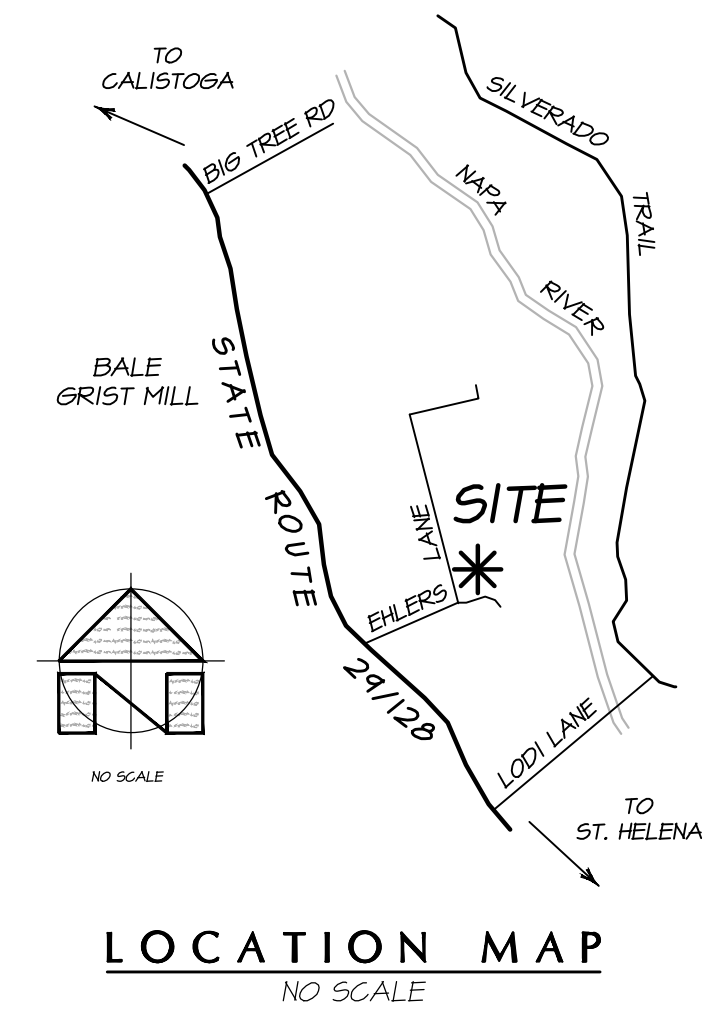 TO
CALISTOGA
BIG TREE RD
SILVERADO
TRAIL
NAPA
RIVER
BALE
GRIST MILL
STATE
ROUTE
29/128
SITE
EHLERS
LANE
LODI LANE
NO SCALE
TO
ST. HELENA
LOCATION MAP
NO SCALE